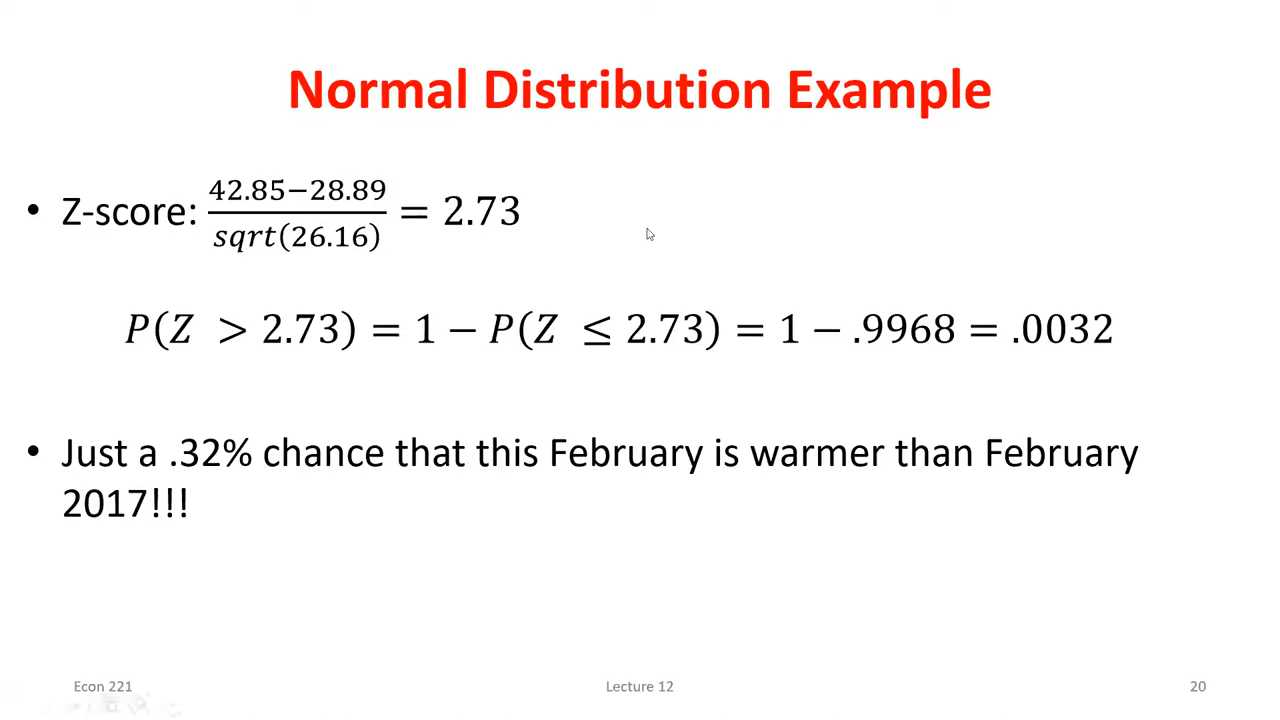 Normal Distribution Example
• Z-score: \frac{42.85−28.89}{sqrt(26.16)} = 2.73
P(Z > 2.73) = 1 − P(Z ≤ 2.73) = 1 − .9968 = .0032
• Just a .32% chance that this February is warmer than February
2017!!!
Econ 221
Lecture 12
20